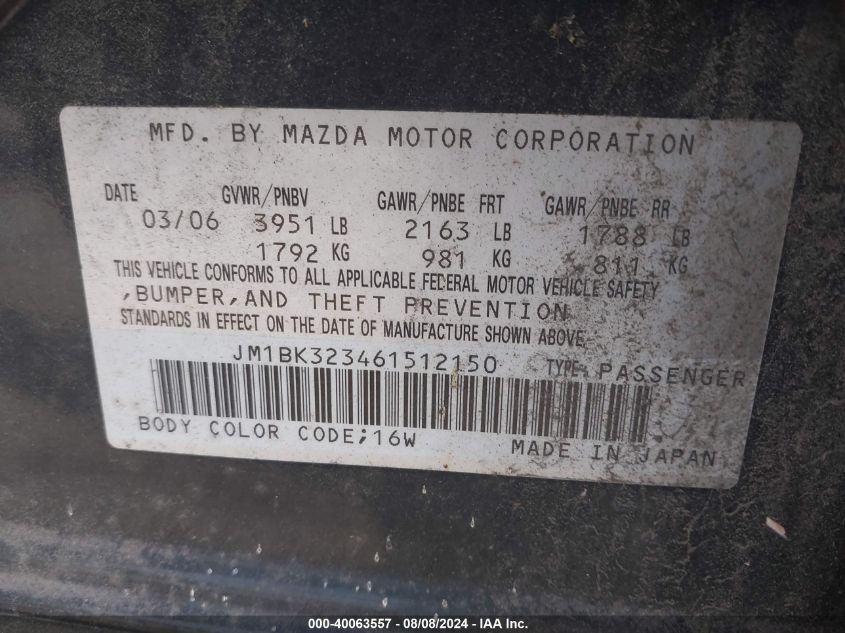 MFD. BY MAZDA MOTOR CORPORATION
DATE GVWR/PNBV GAWR/PNBE FRT GAWR/PNBE RR
03/06 3951 LB 2163 LB 1788 LB
1792 KG 981 KG 811 KG
THIS VEHICLE CONFORMS TO ALL APPLICABLE FEDERAL MOTOR VEHICLE SAFETY
,BUMPER,AND THEFT PREVENTION
STANDARDS IN EFFECT ON THE DATE OF MANUFACTURE SHOWN ABOVE.
JM1BK323461512150 TYPE: PASSENGER
BODY COLOR CODE;16W MADE IN JAPAN
000-40063557 - 08/08/2024 - IAA Inc.